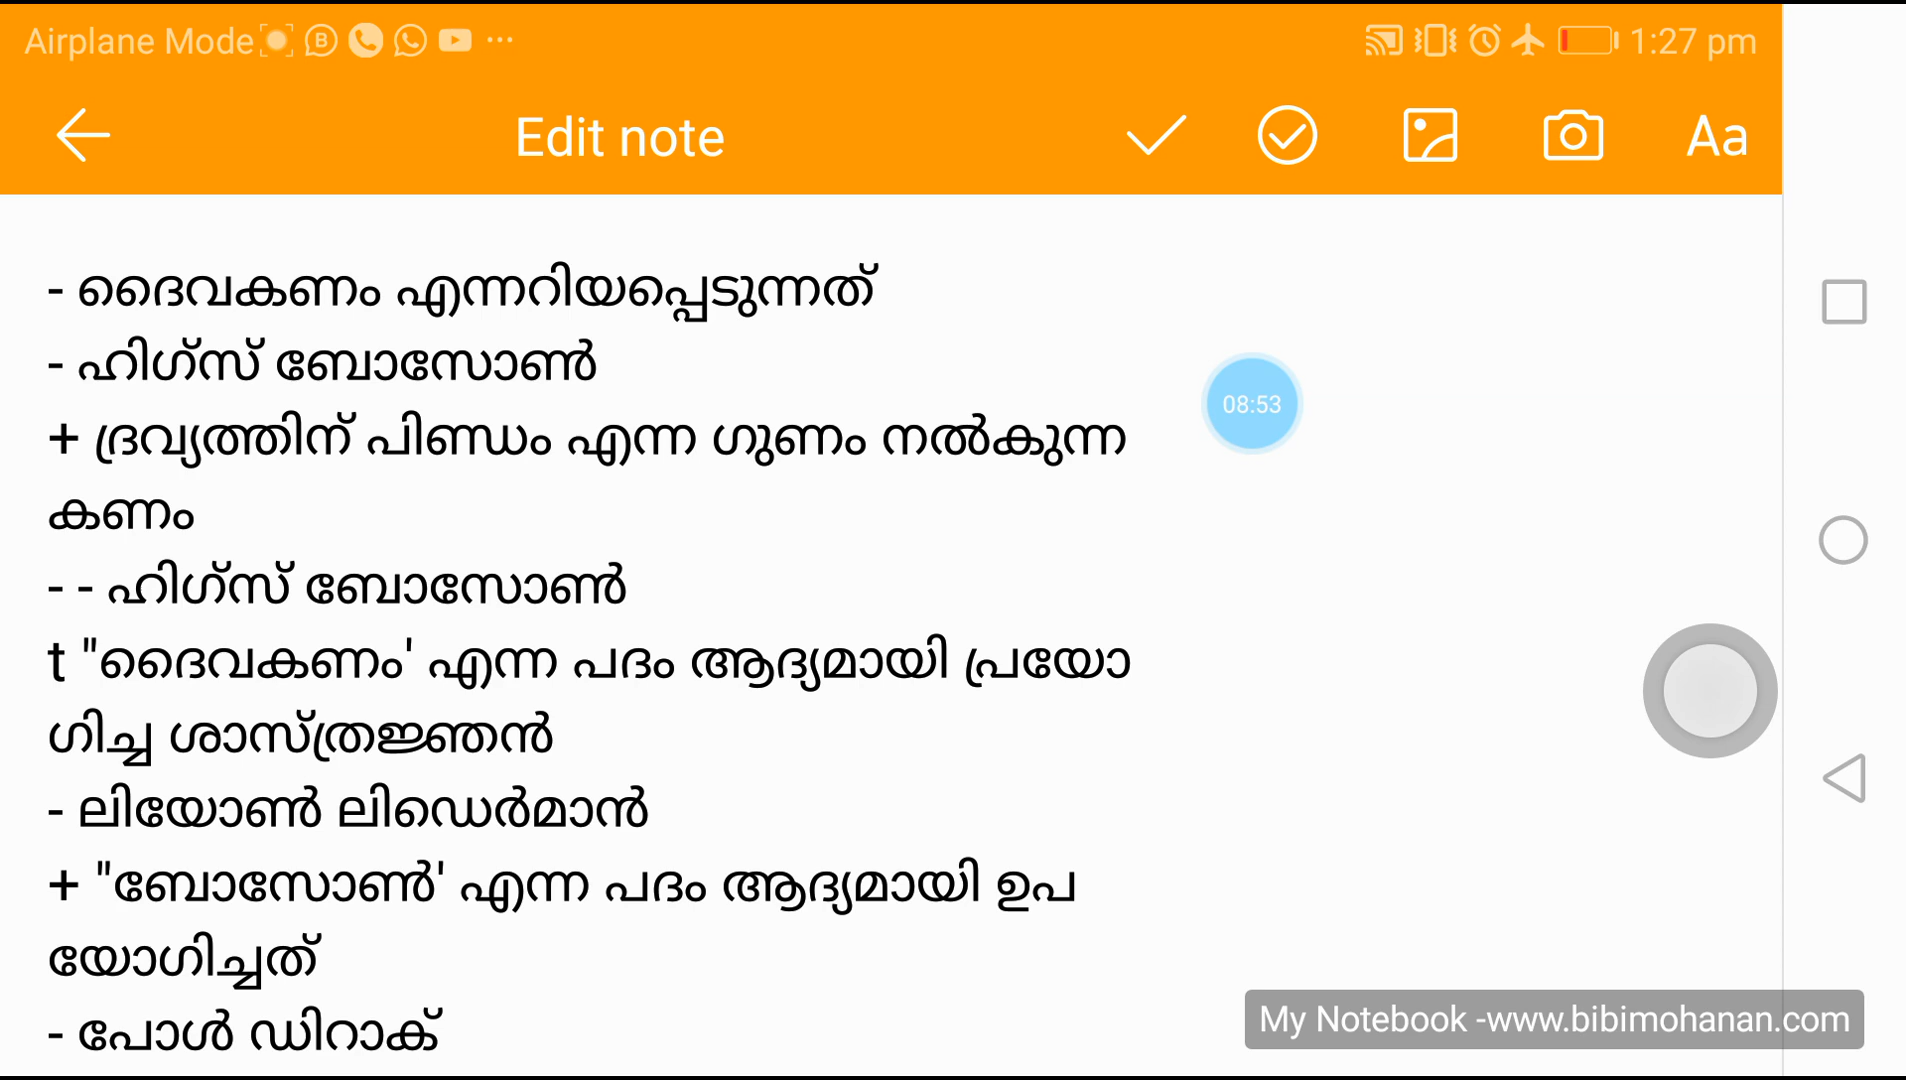 Airplane Mode B ... 1:27 pm
Edit note Aa
- ദൈവകണം എന്നറിയപ്പെടുന്നത്
- ഹിഗ്സ് ബോസോൺ
+ ദ്രവ്യത്തിന് പിണ്ഡം എന്ന ഗുണം നൽകുന്ന
08:53
കണം
- - ഹിഗ്സ് ബോസോൺ
t "ദൈവകണം' എന്ന പദം ആദ്യമായി പ്രയോ
ഗിച്ച ശാസ്ത്രജ്ഞൻ
- ലിയോൺ ലിഡെർമാൻ
+ "ബോസോൺ' എന്ന പദം ആദ്യമായി ഉപ
യോഗിച്ചത്
- പോൾ ഡിറാക്
My Notebook -www.bibimohanan.com